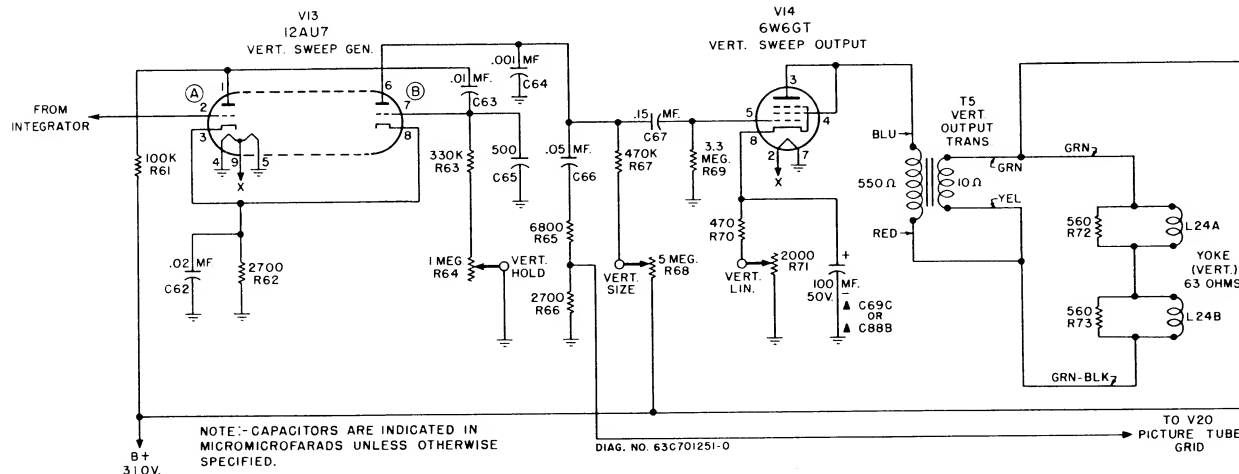 V13
12AU7
VERT. SWEEP GEN.
V14
6W6GT
VERT. SWEEP OUTPUT
FROM
INTEGRATOR
A
B
1
2
3
4
9
5
6
7
8
X
100K
R61
.02 MF.
C62
2700
R62
.01 MF.
C63
.001 MF.
C64
330K
R63
500
C65
1 MEG.
R64
VERT.
HOLD
.05 MF.
C66
6800
R65
2700
R66
470K
R67
VERT.
SIZE
5 MEG.
R68
.15 MF.
C67
3.3
MEG.
R69
3
5
4
8
2
7
X
470
R70
VERT.
LIN.
2000
R71
+
100 MF.
50V. –
▲ C69C
OR
▲ C88B
T5
VERT
OUTPUT
TRANS.
BLU
550Ω
10Ω
RED
GRN
YEL
GRN
560
R72
L24A
YOKE
(VERT.)
63 OHMS
560
R73
L24B
GRN-BLK
B+
310V.
NOTE:-CAPACITORS ARE INDICATED IN
MICROMICROFARADS UNLESS OTHERWISE
SPECIFIED.
DIAG. NO. 63C701251-O
TO V20
PICTURE TUBE
GRID